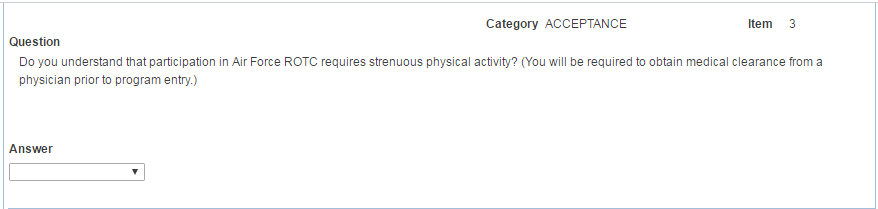 Category ACCEPTANCE Item 3
Question
Do you understand that participation in Air Force ROTC requires strenuous physical activity? (You will be required to obtain medical clearance from a
physician prior to program entry.)
Answer